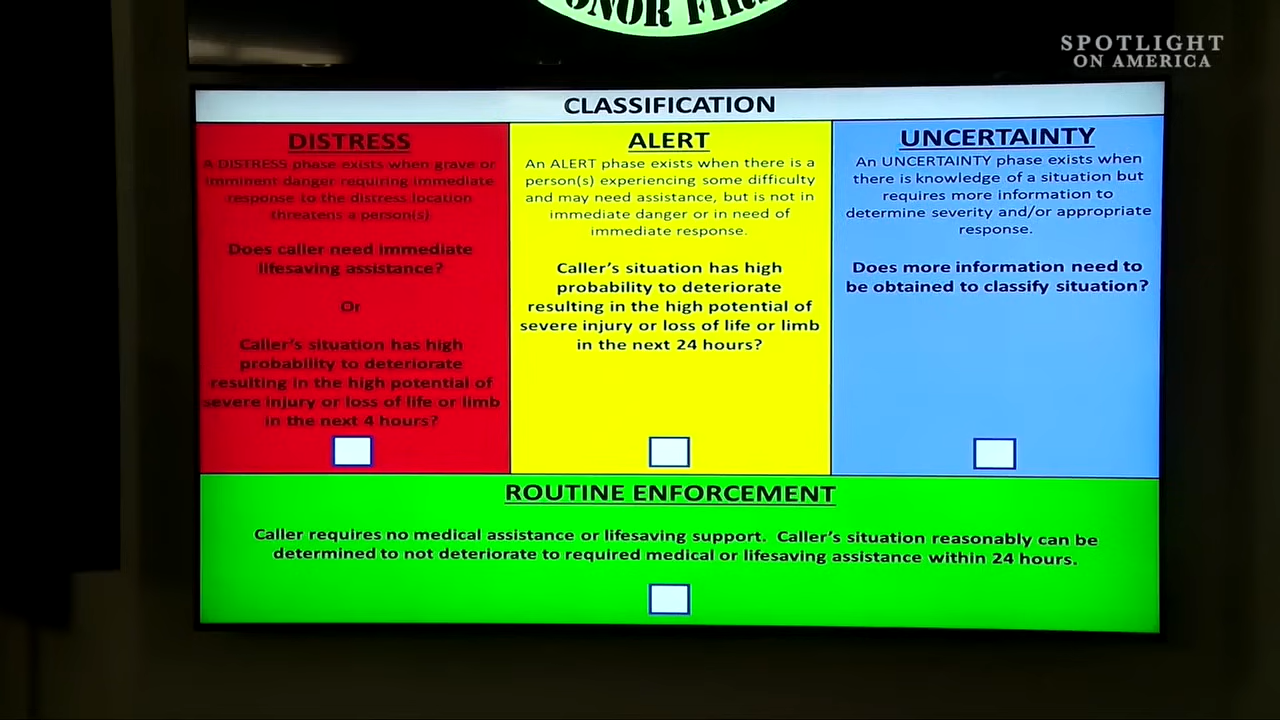 HONOR FIRST
SPOTLIGHT
ON AMERICA
CLASSIFICATION
DISTRESS
A DISTRESS phase exists when grave or
imminent danger requiring immediate
response to the distress location
threatens a person(s)
Does caller need immediate
lifesaving assistance?
Or
Caller's situation has high
probability to deteriorate
resulting in the high potential of
severe injury or loss of life or limb
in the next 4 hours?
ALERT
An ALERT phase exists when there is a
person(s) experiencing some difficulty
and may need assistance, but is not in
immediate danger or in need of
immediate response.
Caller's situation has high
probability to deteriorate
resulting in the high potential of
severe injury or loss of life or limb
in the next 24 hours?
UNCERTAINTY
An UNCERTAINTY phase exists when
there is knowledge of a situation but
requires more information to
determine severity and/or appropriate
response.
Does more information need to
be obtained to classify situation?
ROUTINE ENFORCEMENT
Caller requires no medical assistance or lifesaving support. Caller's situation reasonably can be
determined to not deteriorate to required medical or lifesaving assistance within 24 hours.